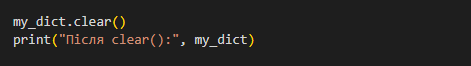 my_dict.clear()
print("Після clear():", my_dict)